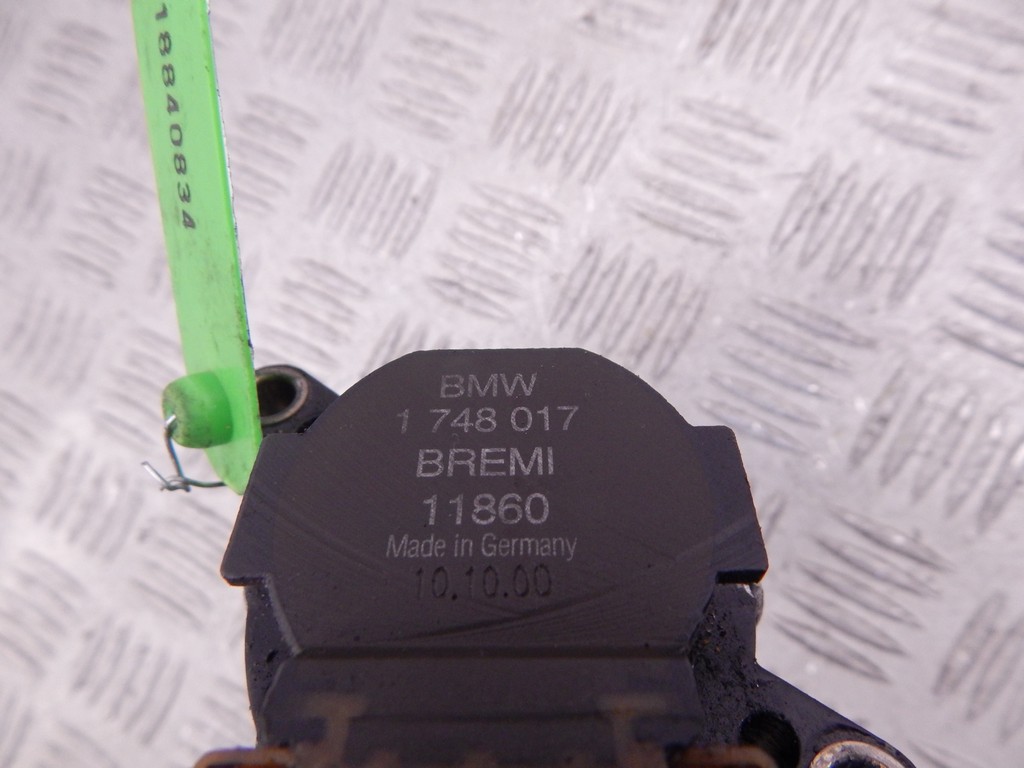 18840834
BMW
1 748 017
BREMI
11860
Made in Germany
10.10.00